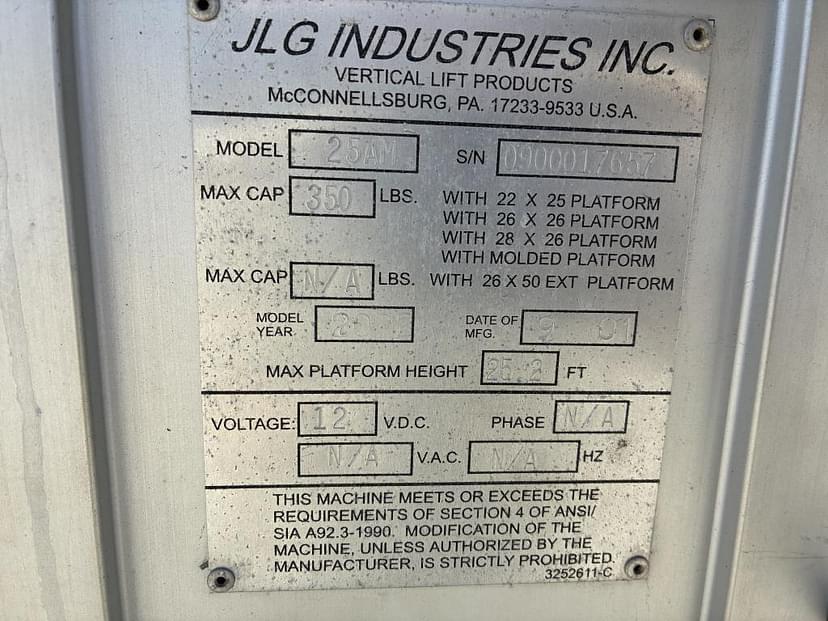 JLG INDUSTRIES INC.
VERTICAL LIFT PRODUCTS
McCONNELLSBURG, PA. 17233-9533 U.S.A.
MODEL 25AM S/N 0900017657
MAX CAP 350 LBS. WITH 22 X 25 PLATFORM
WITH 26 X 26 PLATFORM
WITH 28 X 26 PLATFORM
WITH MOLDED PLATFORM
MAX CAP N/A LBS. WITH 26 X 50 EXT PLATFORM
MODEL YEAR. DATE OF MFG. 9 01
MAX PLATFORM HEIGHT 25.2 FT
VOLTAGE: 12 V.D.C. PHASE N/A
N/A V.A.C. N/A HZ
THIS MACHINE MEETS OR EXCEEDS THE
REQUIREMENTS OF SECTION 4 OF ANSI/
SIA A92.3-1990. MODIFICATION OF THE
MACHINE, UNLESS AUTHORIZED BY THE
MANUFACTURER, IS STRICTLY PROHIBITED.
3252611-C